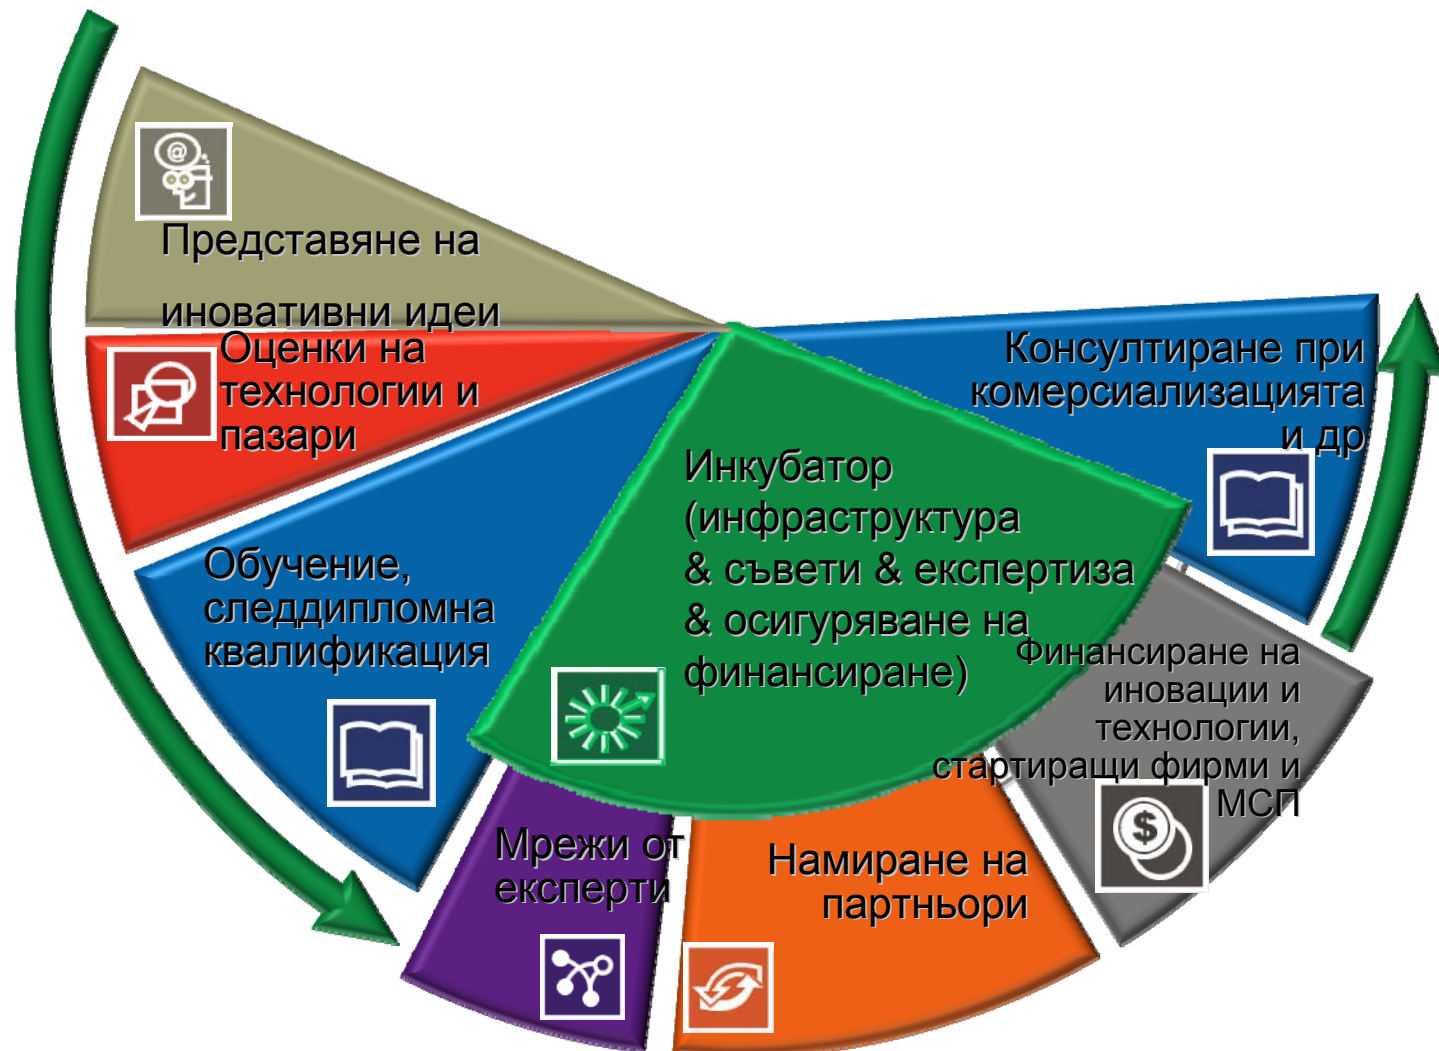 Представяне на
иновативни идеи
Оценки на
технологии и
пазари
Обучение,
следдипломна
квалификация
Мрежи от
експерти
Намиране на
партньори
Инкубатор
(инфраструктура
& съвети & експертиза
& осигуряване на
финансиране)
Финансиране на
иновации и
технологии,
стартиращи фирми и
МСП
Консултиране при
комерсиализацията
и др